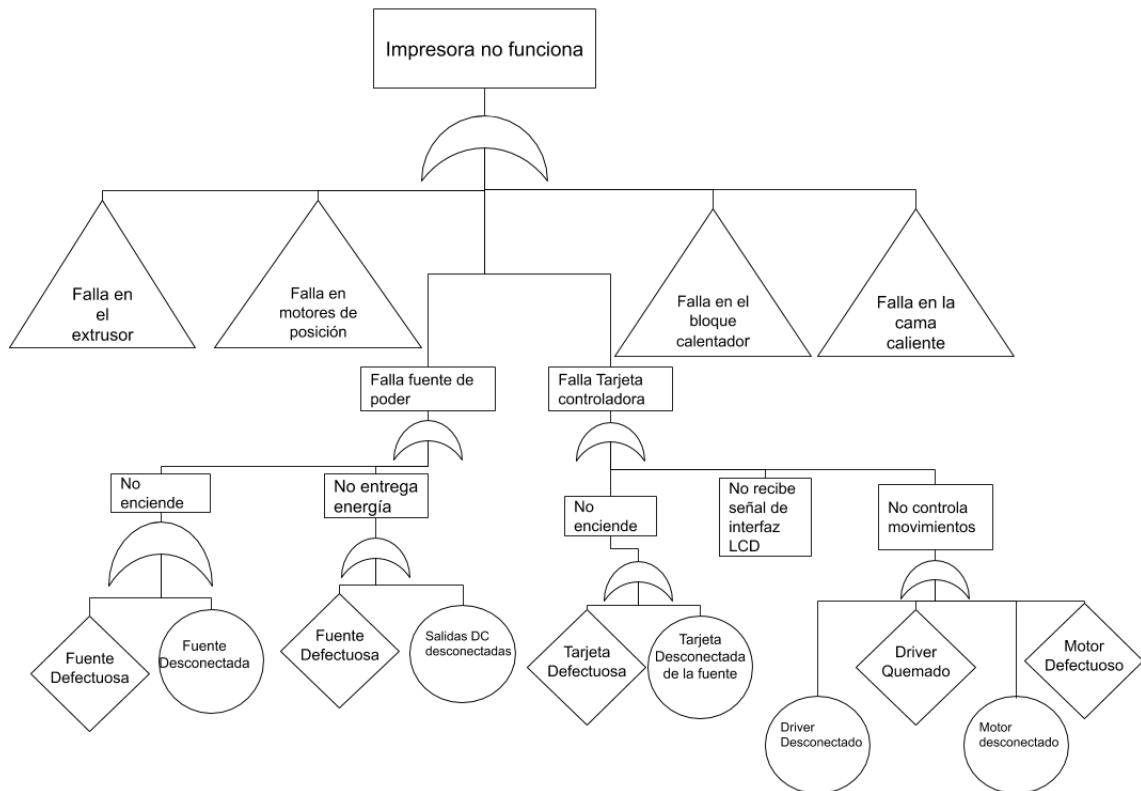 Impresora no funciona
Falla en
el
extrusor
Falla en
motores de
posición
Falla en el
bloque
calentador
Falla en la
cama
caliente
Falla fuente de
poder
Falla Tarjeta
controladora
No
enciende
No entrega
energía
No
enciende
No recibe
señal de
interfaz
LCD
No controla
movimientos
Fuente
Defectuosa
Fuente
Desconectada
Fuente
Defectuosa
Salidas DC
desconectadas
Tarjeta
Defectuosa
Tarjeta
Desconectada
de la fuente
Driver
Desconectado
Driver
Quemado
Motor
desconectado
Motor
Defectuoso